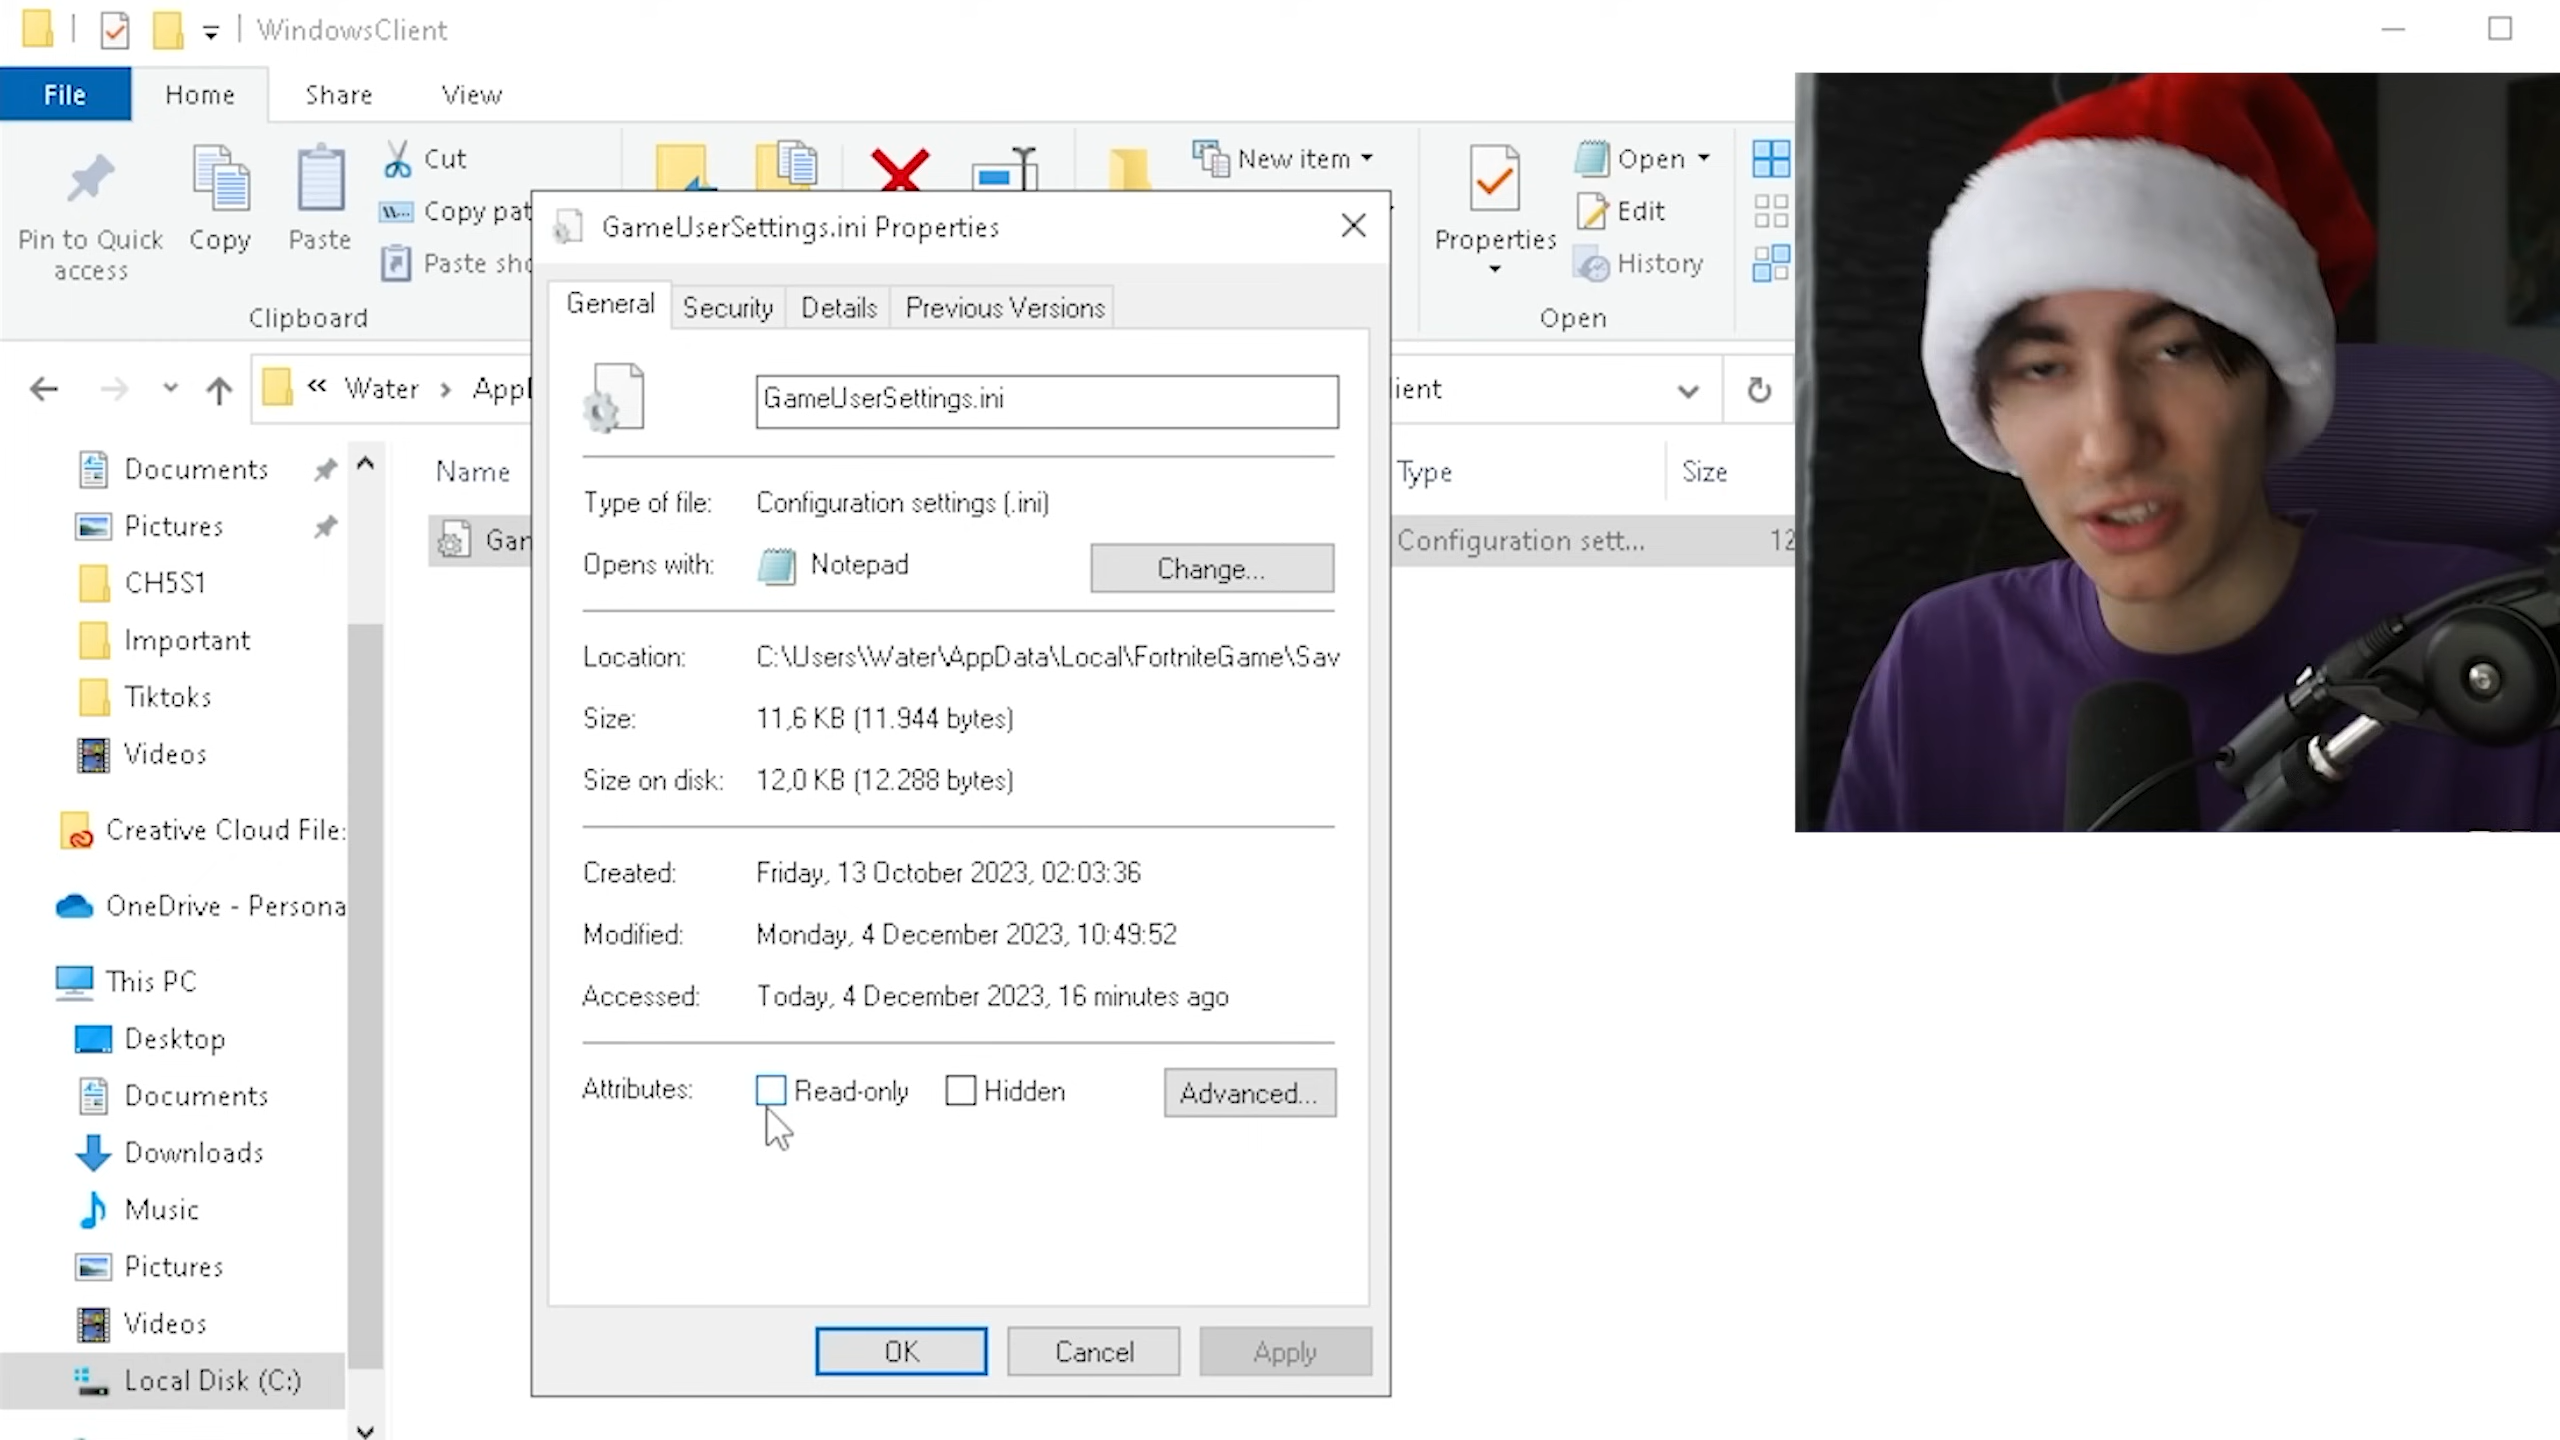 WindowsClient
File Home Share View
Pin to Quick access
Copy
Paste
Cut
Copy pat
Paste sho
Clipboard
New item
Properties
Open
Edit
History
Open
« Water > AppI
ient
Documents
Pictures
CH5S1
Important
Tiktoks
Videos
Creative Cloud File:
OneDrive - Persona
This PC
Desktop
Documents
Downloads
Music
Pictures
Videos
Local Disk (C:)
Name Type Size
Gan Configuration sett... 12
GameUserSettings.ini Properties
General Security Details Previous Versions
GameUserSettings.ini
Type of file: Configuration settings (.ini)
Opens with: Notepad Change...
Location: C:\Users\Water\AppData\Local\FortniteGame\Sav
Size: 11,6 KB (11.944 bytes)
Size on disk: 12,0 KB (12.288 bytes)
Created: Friday, 13 October 2023, 02:03:36
Modified: Monday, 4 December 2023, 10:49:52
Accessed: Today, 4 December 2023, 16 minutes ago
Attributes: Read-only Hidden Advanced...
OK Cancel Apply